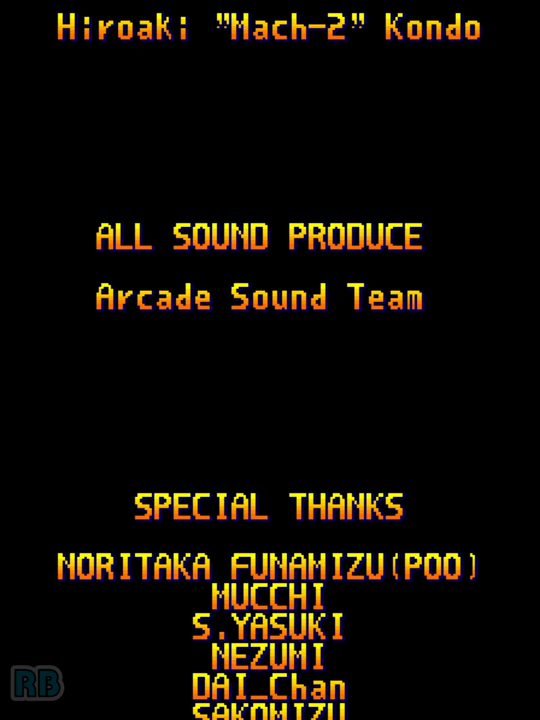 Hiroaki "Mach-2" Kondo
ALL SOUND PRODUCE
Arcade Sound Team
SPECIAL THANKS
NORITAKA FUNAMIZU(POO)
MUCCHI
S.YASUKI
NEZUMI
DAI_Chan
SAKOMIZU
RB